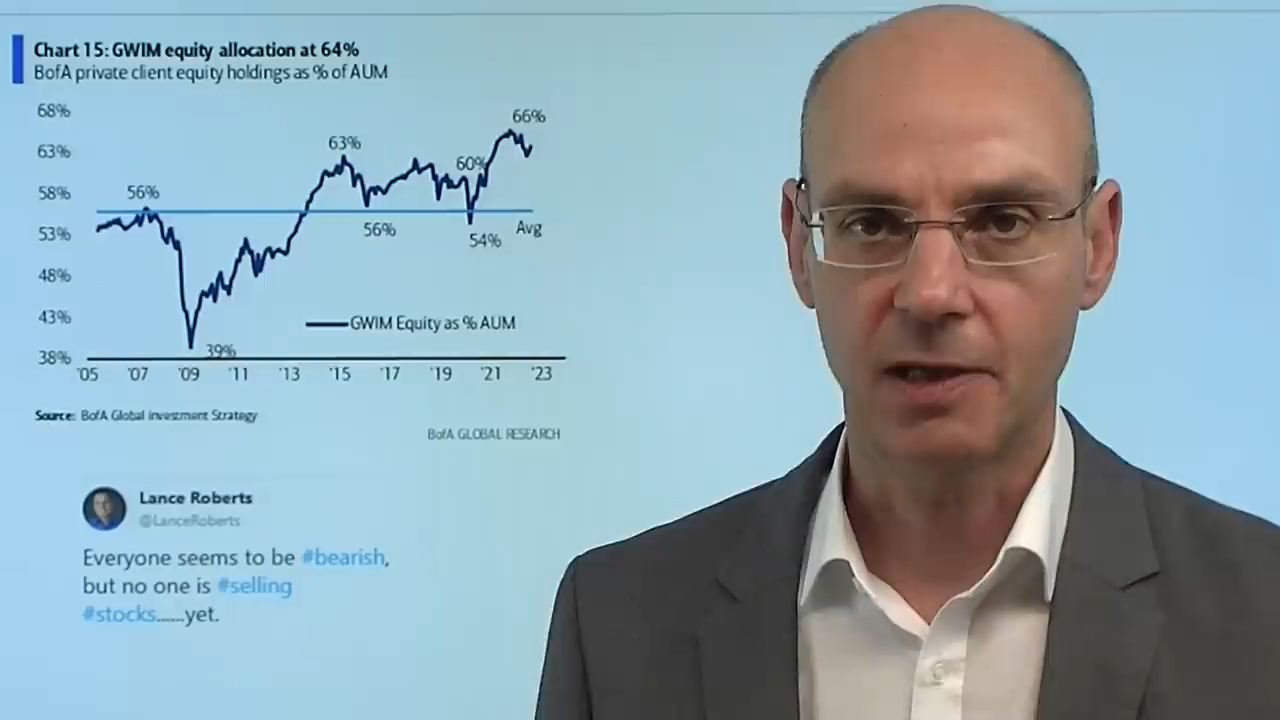 Chart 15: GWIM equity allocation at 64%
BofA private client equity holdings as % of AUM
68%
66%
63%
63%
60%
58%
56%
Avg
53%
56%
54%
48%
43%
GWIM Equity as % AUM
39%
38%
'05 '07 '09 '11 '13 '15 '17 '19 '21 '23
Source: BofA Global investment Strategy
BofA GLOBAL RESEARCH
Lance Roberts
@LanceRoberts
Everyone seems to be #bearish,
but no one is #selling
#stocks......yet.